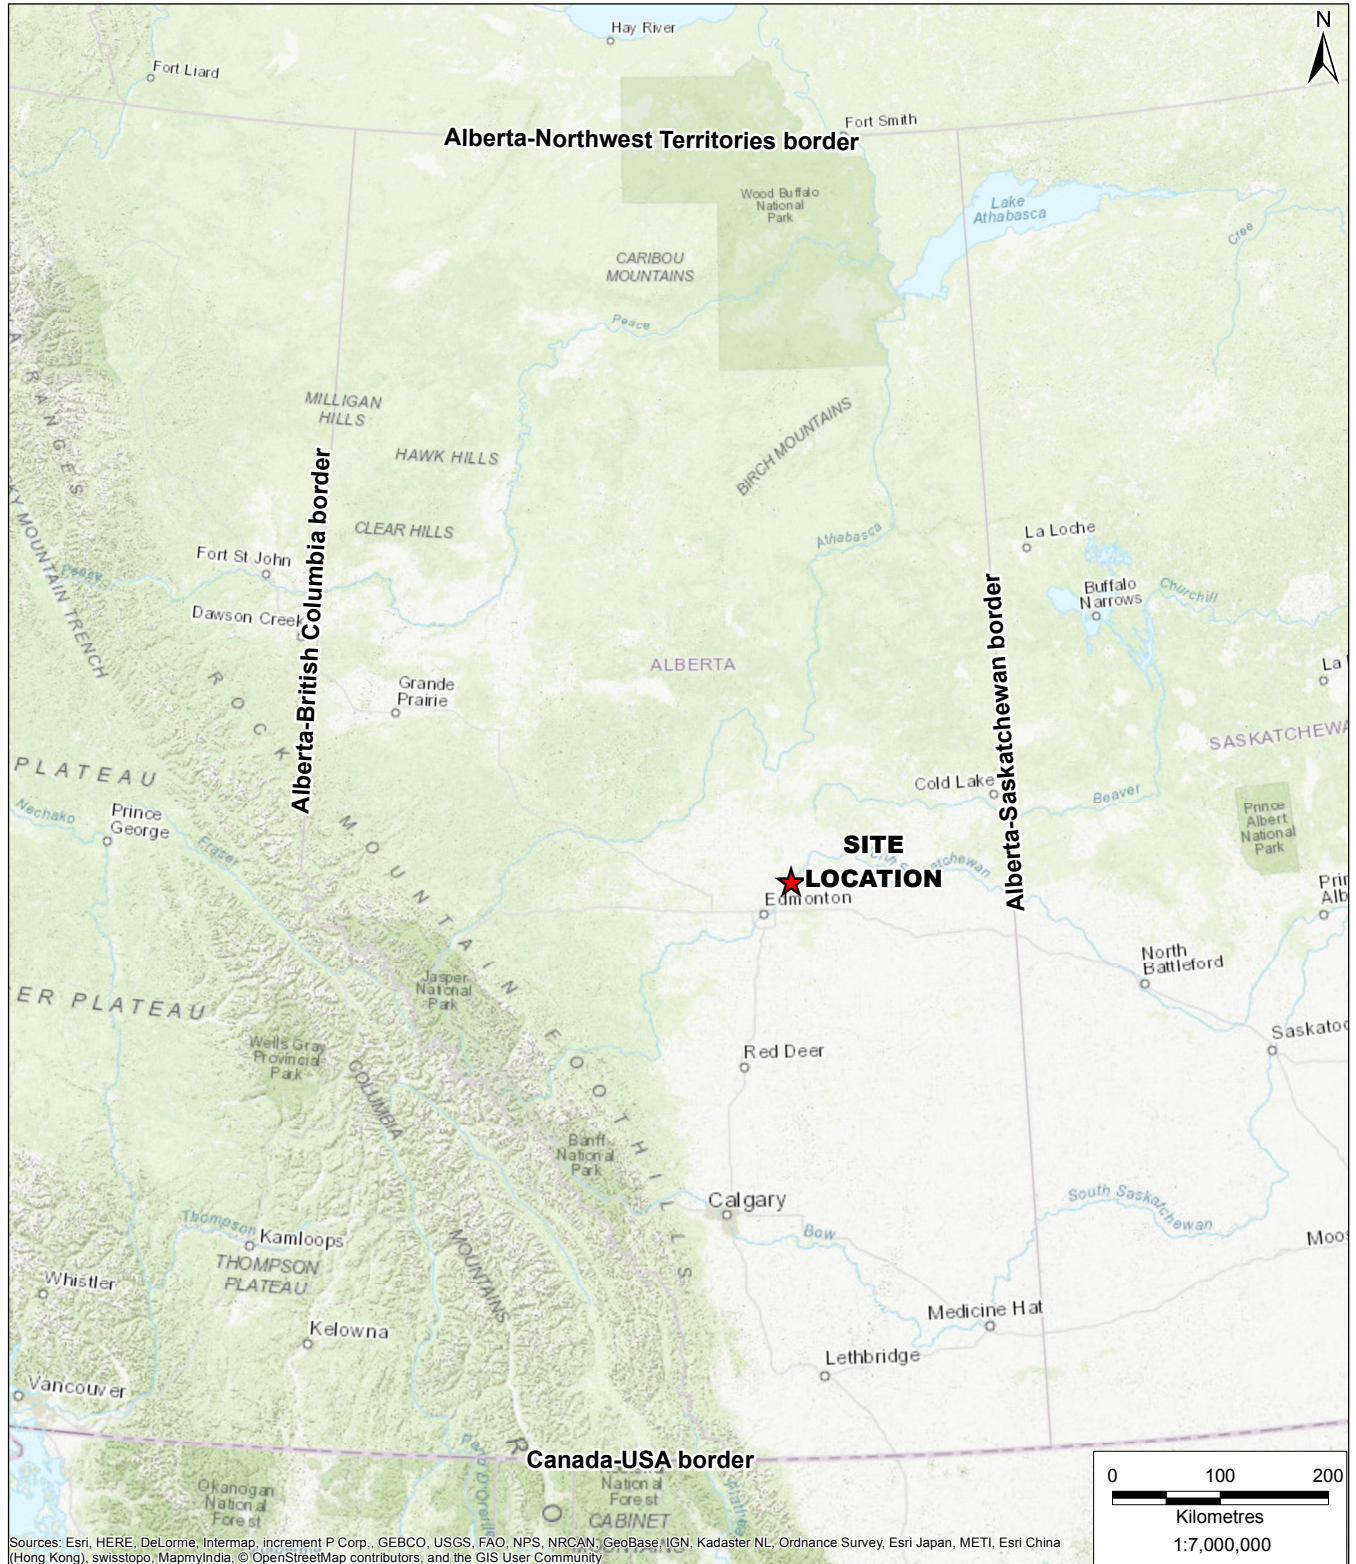 Hay River
N
Fort Liard
Fort Smith
Alberta-Northwest Territories border
Wood Buffalo
National
Park
Lake
Athabasca
Cree
CARIBOU
MOUNTAINS
Peace
MILLIGAN
HILLS
HAWK HILLS
BIRCH MOUNTAINS
RANGES
CLEAR HILLS
Athabasca
La Loche
Fort St John
Peace
Buffalo
Narrows
Churchill
Dawson Creek
Alberta-British Columbia border
Alberta-Saskatchewan border
MOUNTAIN TRENCH
ALBERTA
La
Grande
Prairie
SASKATCHEWA
PLATEAU
Cold Lake
Beaver
Nechako
Prince
George
Fraser
Prince
Albert
National
Park
SITE
LOCATION
Edmonton
ROCKY MOUNTAIN FOOTHILLS
Prin
Alb
North
Battleford
Jasper
National
Park
ER PLATEAU
Wells Gray
Provincial
Park
Saskatoo
Red Deer
COLUMBIA
MOUNTAINS
Banff
National
Park
Calgary
South Saskatchewan
Bow
Thompson
Kamloops
THOMPSON
PLATEAU
Moos
Whistler
Medicine Hat
Kelowna
Lethbridge
Vancouver
Canada-USA border
R
O
National
Forest
CABINET
MOUNTAINS
Okanogan
National
Forest
0 100 200
Kilometres
1:7,000,000
Sources: Esri, HERE, DeLorme, Intermap, increment P Corp., GEBCO, USGS, FAO, NPS, NRCAN, GeoBase, IGN, Kadaster NL, Ordnance Survey, Esri Japan, METI, Esri China
(Hong Kong), swisstopo, MapmyIndia, © OpenStreetMap contributors, and the GIS User Community